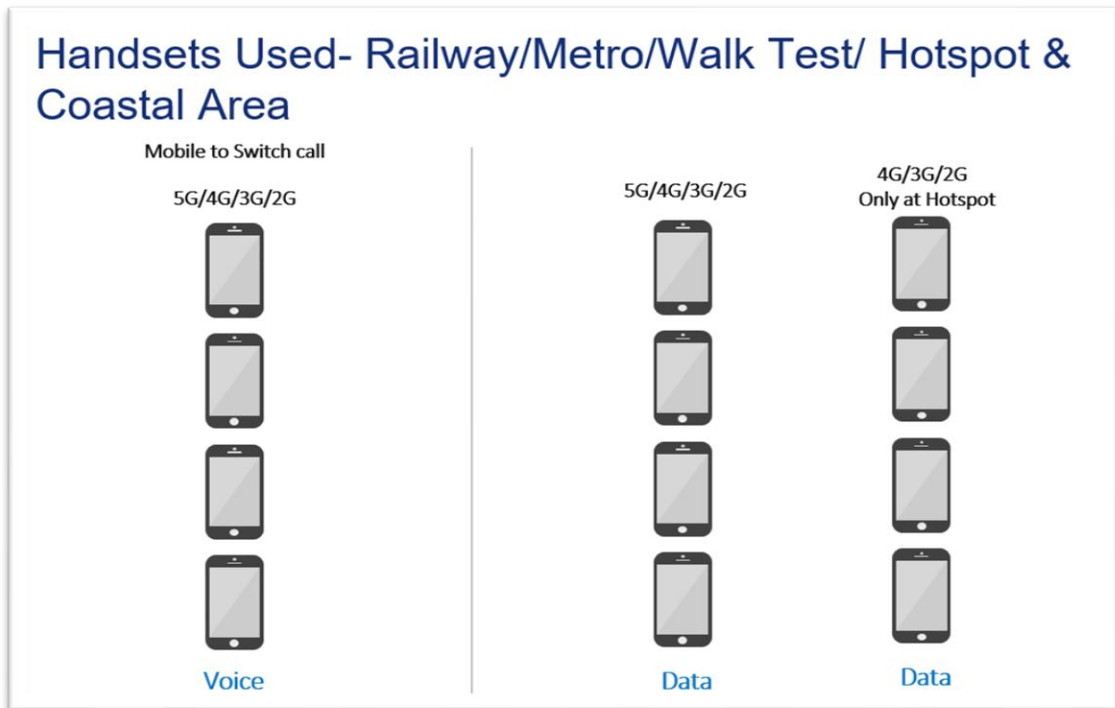 Handsets Used- Railway/Metro/Walk Test/ Hotspot &
Coastal Area
Mobile to Switch call
5G/4G/3G/2G
Voice
5G/4G/3G/2G
Data
4G/3G/2G
Only at Hotspot
Data